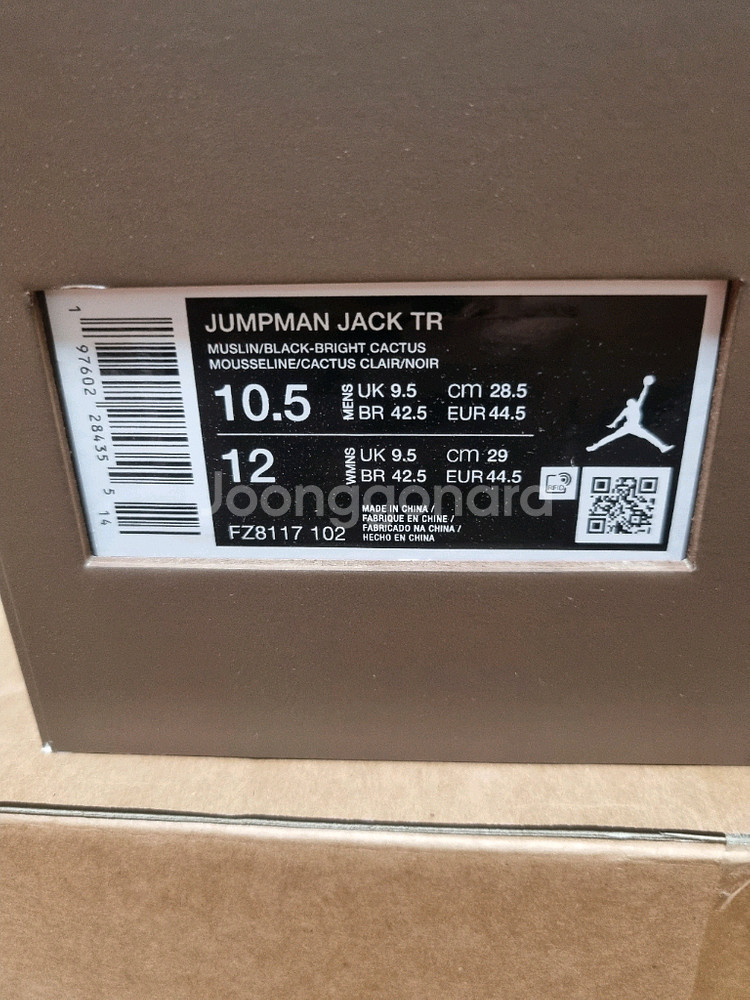 JUMPMAN JACK TR
MUSLIN/BLACK-BRIGHT CACTUS
MOUSSELINE/CACTUS CLAIR/NOIR
10.5 MENS UK 9.5 cm 28.5
BR 42.5 EUR 44.5
12 WMNS UK 9.5 cm 29
BR 42.5 EUR 44.5
RFID
Joonggonara
FZ8117 102
MADE IN CHINA /
FABRIQUE EN CHINE /
FABRICADO NA CHINA /
HECHO EN CHINA
1 97602 28435 5 14